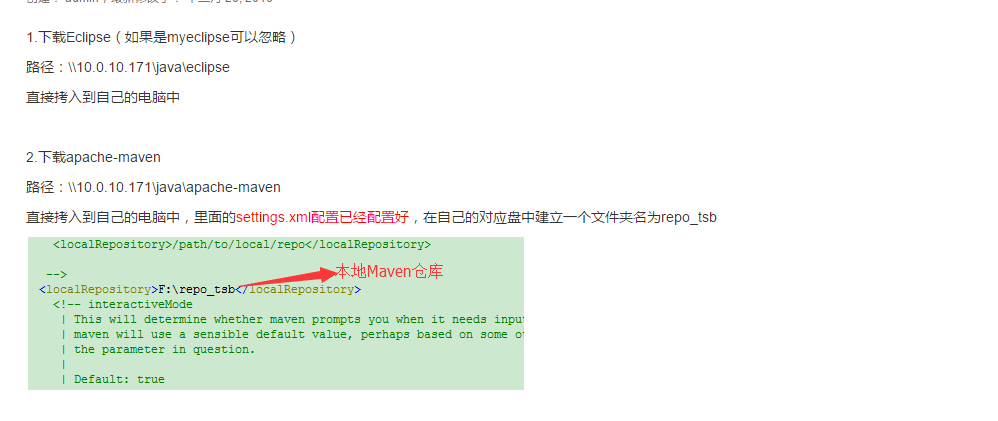 1.下载Eclipse（如果是myeclipse可以忽略）
路径：\\10.0.10.171\java\eclipse
直接拷入到自己的电脑中
2.下载apache-maven
路径：\\10.0.10.171\java\apache-maven
直接拷入到自己的电脑中，里面的settings.xml配置已经配置好，在自己的对应盘中建立一个文件夹名为repo_tsb
<localRepository>/path/to/local/repo</localRepository>
本地Maven仓库
-->
<localRepository>F:\repo_tsb</localRepository>
<!-- interactiveMode
| This will determine whether maven prompts you when it needs inpu
| maven will use a sensible default value, perhaps based on some o
| the parameter in question.
|
| Default: true